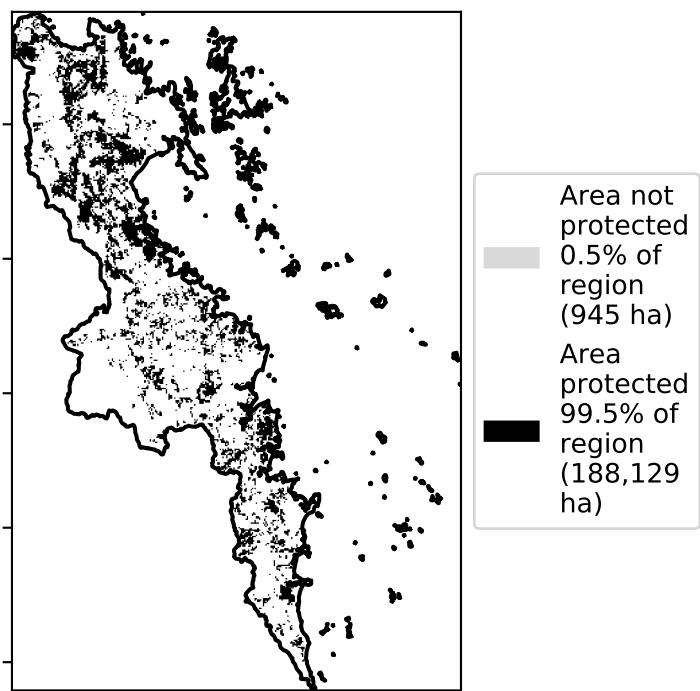 Area not
protected
0.5% of
region
(945 ha)
Area
protected
99.5% of
region
(188,129
ha)